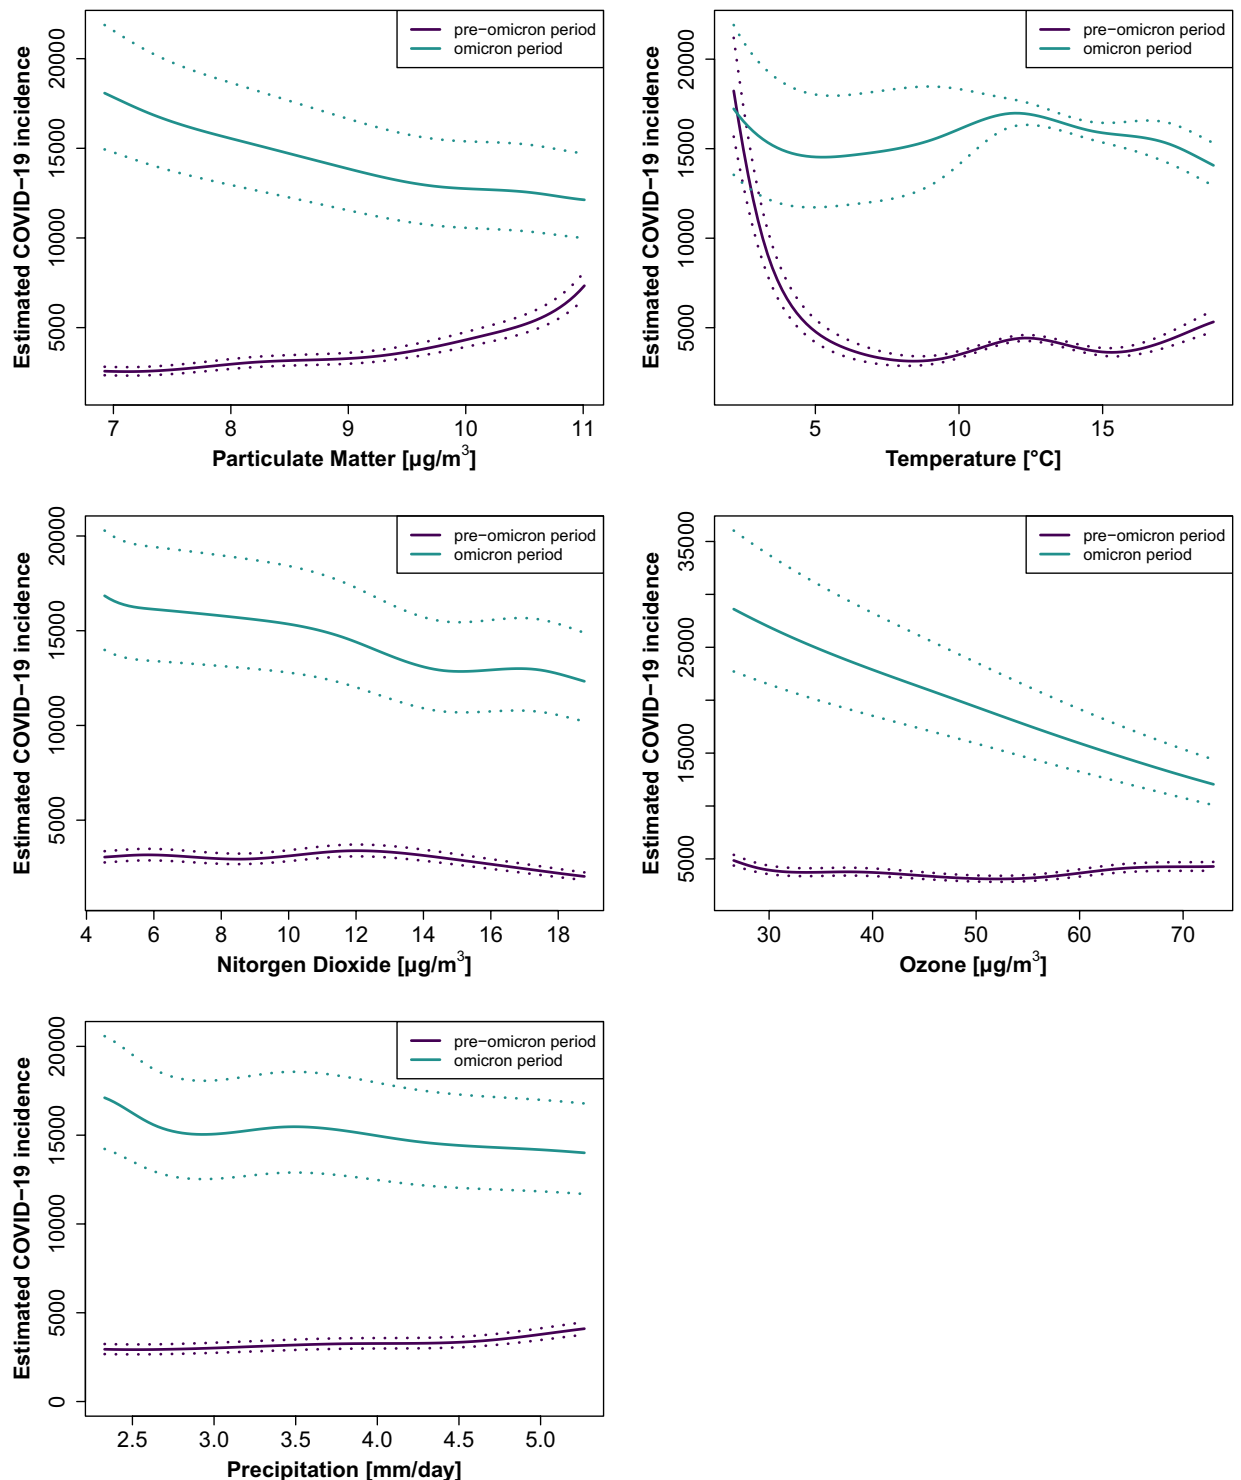 Estimated COVID−19 incidence
5000 10000 15000 20000
pre−omicron period
omicron period
7 8 9 10 11
Particulate Matter [µg/m³]
Estimated COVID−19 incidence
5000 10000 15000 20000
pre−omicron period
omicron period
5 10 15
Temperature [°C]
Estimated COVID−19 incidence
5000 10000 15000 20000
pre−omicron period
omicron period
4 6 8 10 12 14 16 18
Nitorgen Dioxide [µg/m³]
Estimated COVID−19 incidence
5000 15000 25000 35000
pre−omicron period
omicron period
30 40 50 60 70
Ozone [µg/m³]
Estimated COVID−19 incidence
0 5000 10000 15000 20000
pre−omicron period
omicron period
2.5 3.0 3.5 4.0 4.5 5.0
Precipitation [mm/day]